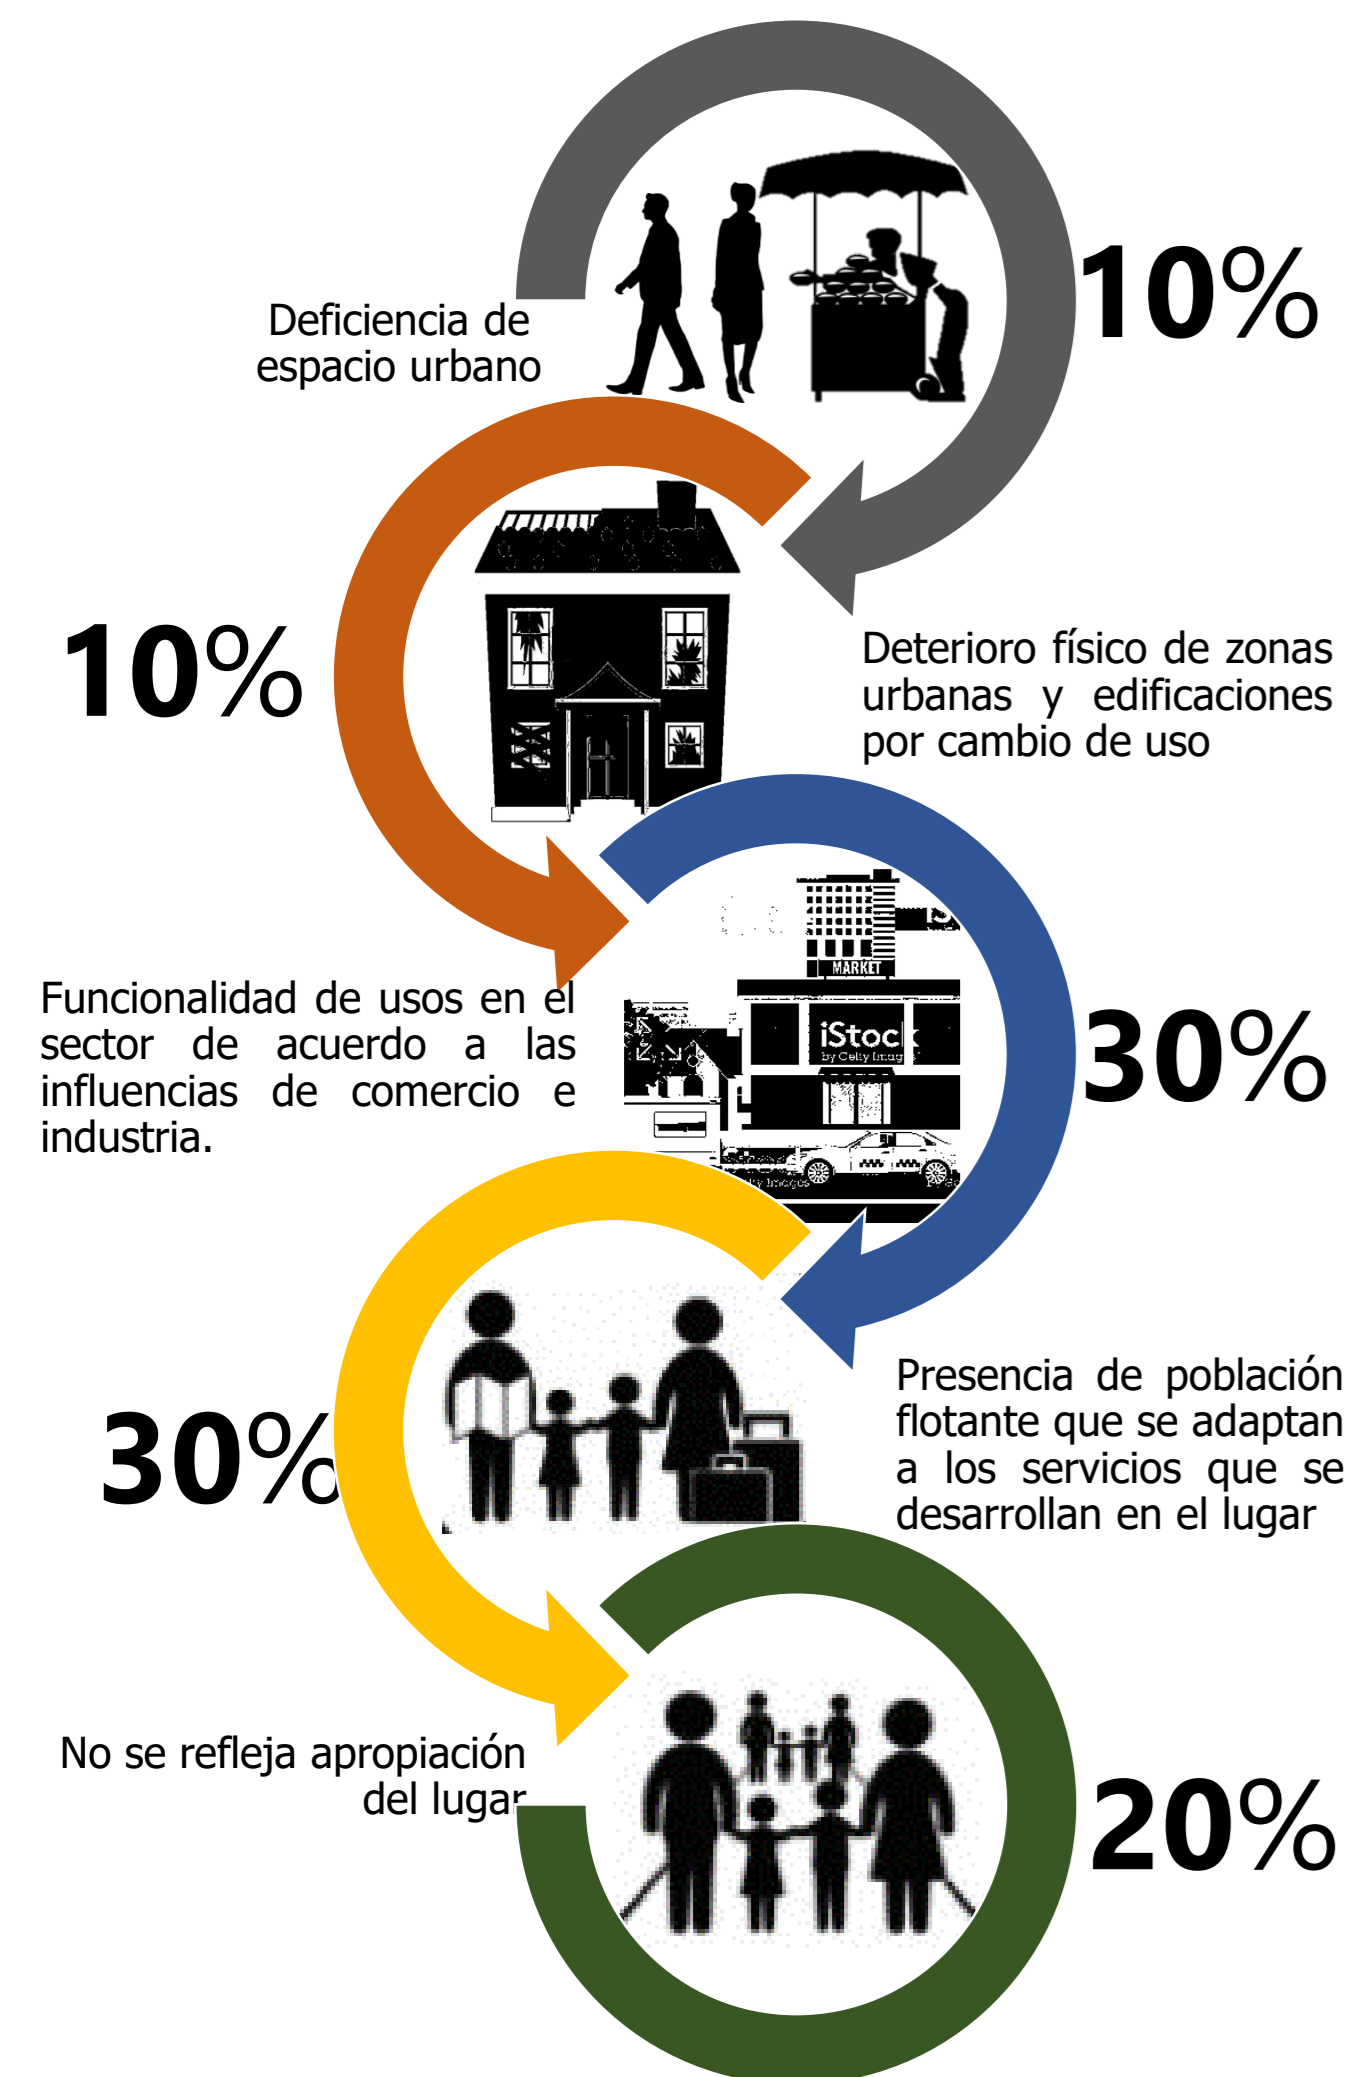 Deficiencia de
espacio urbano
10%
10%
Deterioro físico de zonas
urbanas y edificaciones
por cambio de uso
MARKET
iStock
by Getty Images
Funcionalidad de usos en el
sector de acuerdo a las
influencias de comercio e
industria.
30%
30%
Presencia de población
flotante que se adaptan
a los servicios que se
desarrollan en el lugar
No se refleja apropiación
del lugar
20%